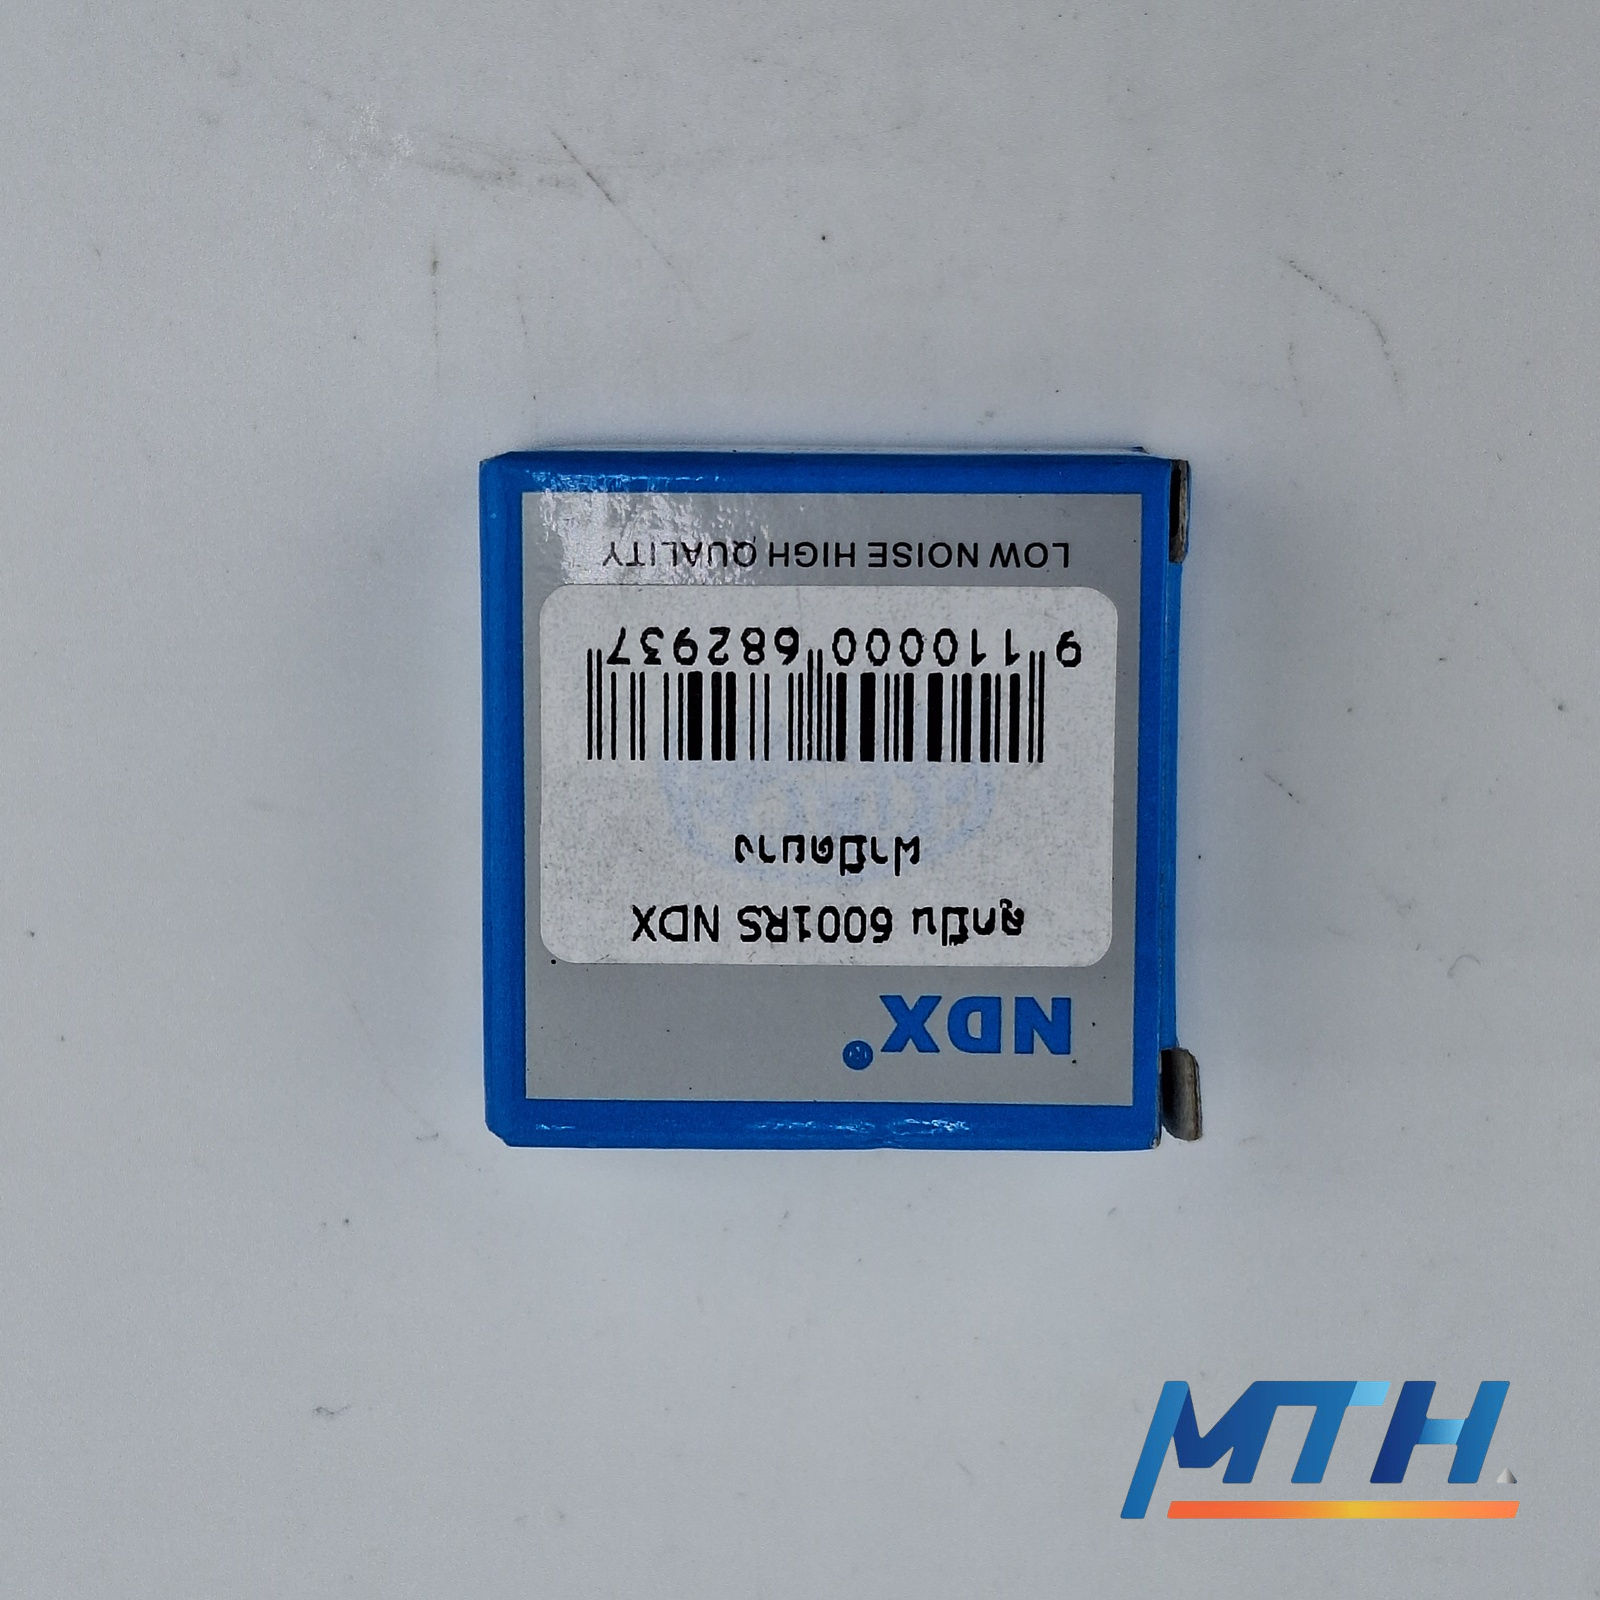 NDX®
ลูกปืน 6001RS NDX
ฝาปิดยาง
9 110000 682937
LOW NOISE HIGH QUALITY
MTH